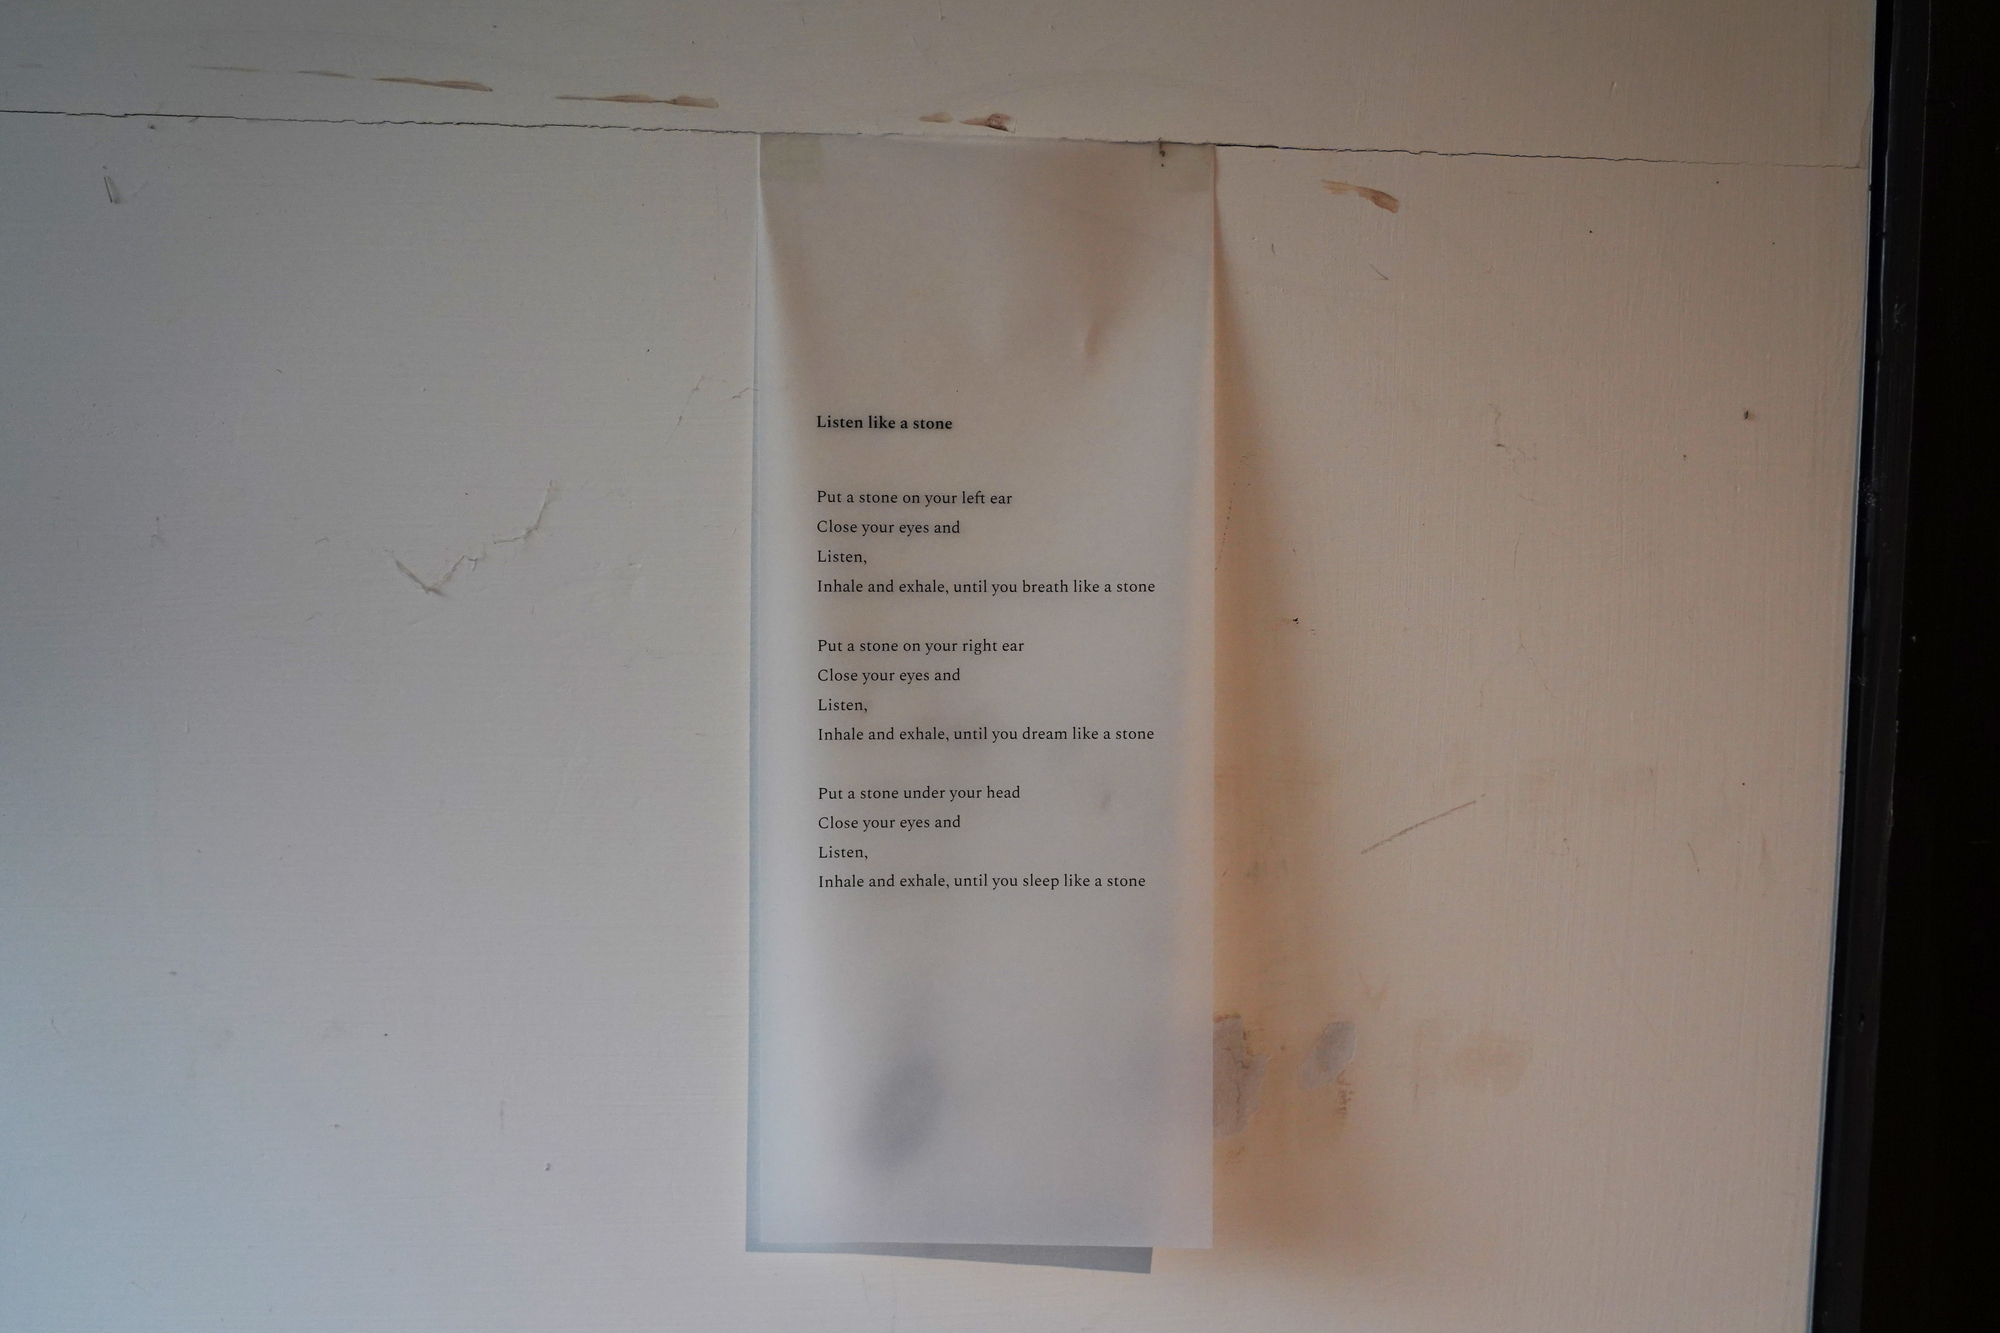 Listen like a stone
Put a stone on your left ear
Close your eyes and
Listen,
Inhale and exhale, until you breath like a stone
Put a stone on your right ear
Close your eyes and
Listen,
Inhale and exhale, until you dream like a stone
Put a stone under your head
Close your eyes and
Listen,
Inhale and exhale, until you sleep like a stone